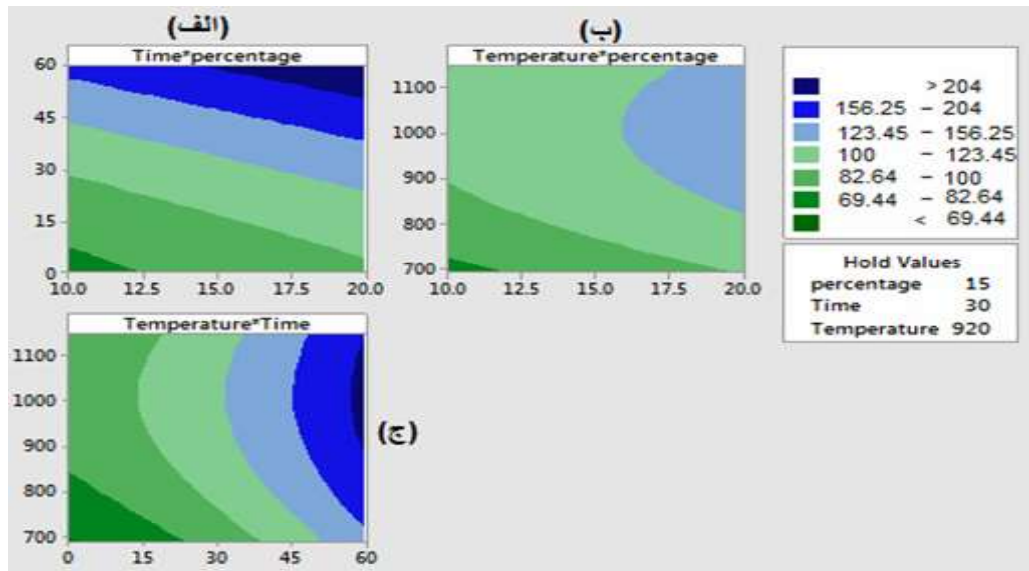 (الف)
Time*percentage
60
45
30
15
0
10.0 12.5 15.0 17.5 20.0
(ب)
Temperature*percentage
1100
1000
900
800
700
10.0 12.5 15.0 17.5 20.0
> 204
156.25 – 204
123.45 – 156.25
100 – 123.45
82.64 – 100
69.44 – 82.64
< 69.44
Hold Values
percentage 15
Time 30
Temperature 920
Temperature*Time
1100
1000
900
800
700
0 15 30 45 60
(ج)